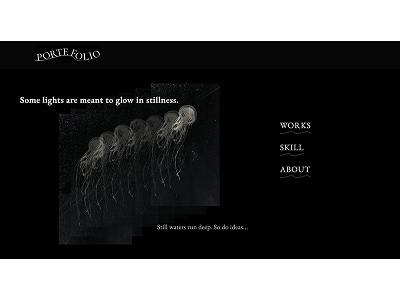 PORTE FOLIO
Some lights are meant to glow in stillness.
WORKS
SKILL
ABOUT
Still waters run deep. So do ideas...